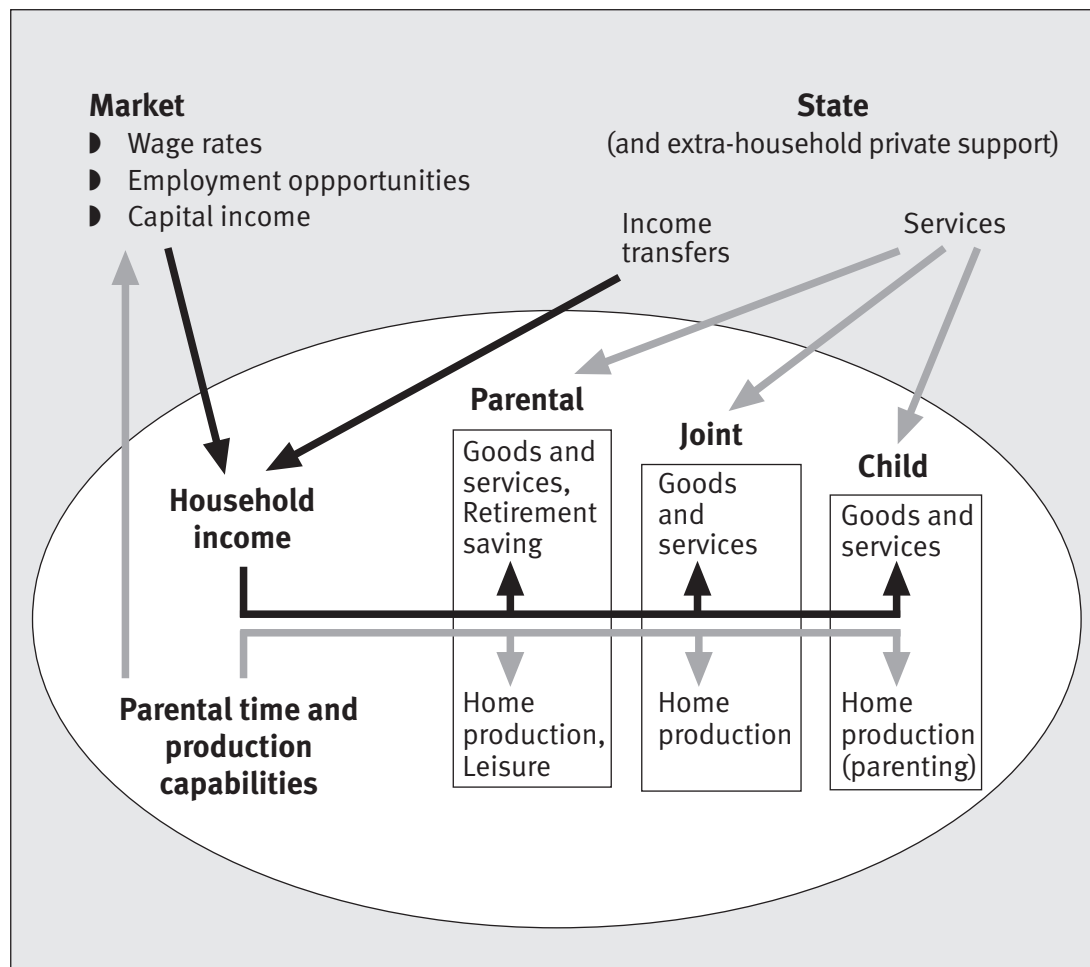 Market
◗ Wage rates
◗ Employment oppportunities
◗ Capital income
State
(and extra-household private support)
Income
transfers
Services
Parental
Goods and
services,
Retirement
saving
Joint
Goods
and
services
Child
Goods and
services
Household
income
Parental time and
production
capabilities
Home
production,
Leisure
Home
production
Home
production
(parenting)